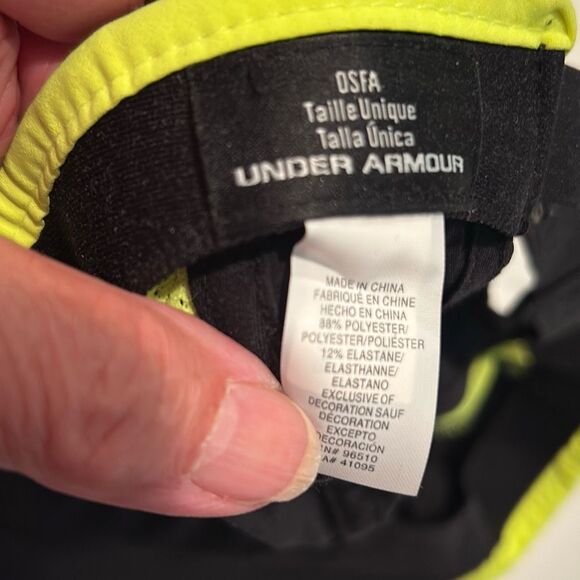 OSFA
Taille Unique
Talla Única
UNDER ARMOUR
MADE IN CHINA
FABRIQUÉ EN CHINE
HECHO EN CHINA
88% POLYESTER/
POLYESTER/POLIÉSTER
12% ELASTANE/
ELASTHANNE/
ELASTANO
EXCLUSIVE OF
DECORATION SAUF
DÉCORATION
EXCEPTO
DECORACIÓN
N# 96510
A# 41095